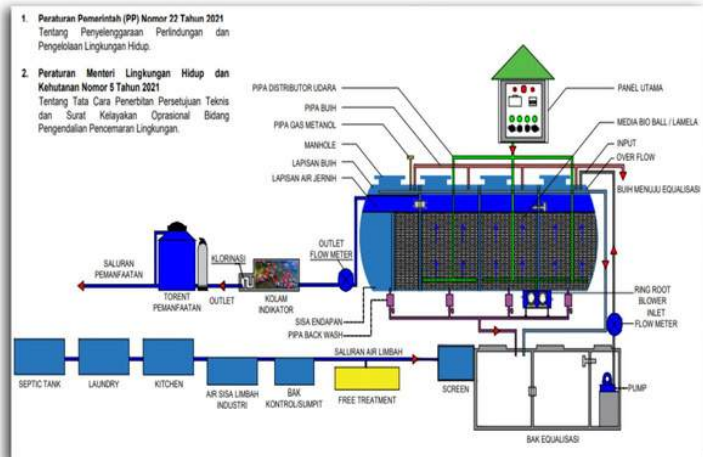 1. Peraturan Pemerintah (PP) Nomor 22 Tahun 2021
Tentang Penyelenggaraan Perlindungan dan
Pengelolaan Lingkungan Hidup.
2. Peraturan Menteri Lingkungan Hidup dan
Kehutanan Nomor 5 Tahun 2021
Tentang Tata Cara Penerbitan Persetujuan Teknis
dan Surat Kelayakan Oprasional Bidang
Pengendalian Pencemaran Lingkungan.
PIPA DISTRIBUTOR UDARA
PIPA BUIH
PIPA GAS METANOL
MANHOLE
LAPISAN BUIH
LAPISAN AIR JERNIH
PANEL UTAMA
MEDIA BIO BALL / LAMELA
INPUT
OVER FLOW
BUIH MENUJU EQUALISASI
OUTLET
FLOW METER
KLORINASI
SALURAN
PEMANFAATAN
TORENT
PEMANFAATAN
OUTLET
KOLAM
INDIKATOR
SISA ENDAPAN
PIPA BACK WASH
RING ROOT
BLOWER
INLET
FLOW METER
SALURAN AIR LIMBAH
SEPTIC TANK
LAUNDRY
KITCHEN
AIR SISA LIMBAH
INDUSTRI
BAK
KONTROL/SUMPIT
FREE TREATMENT
SCREEN
PUMP
BAK EQUALISASI